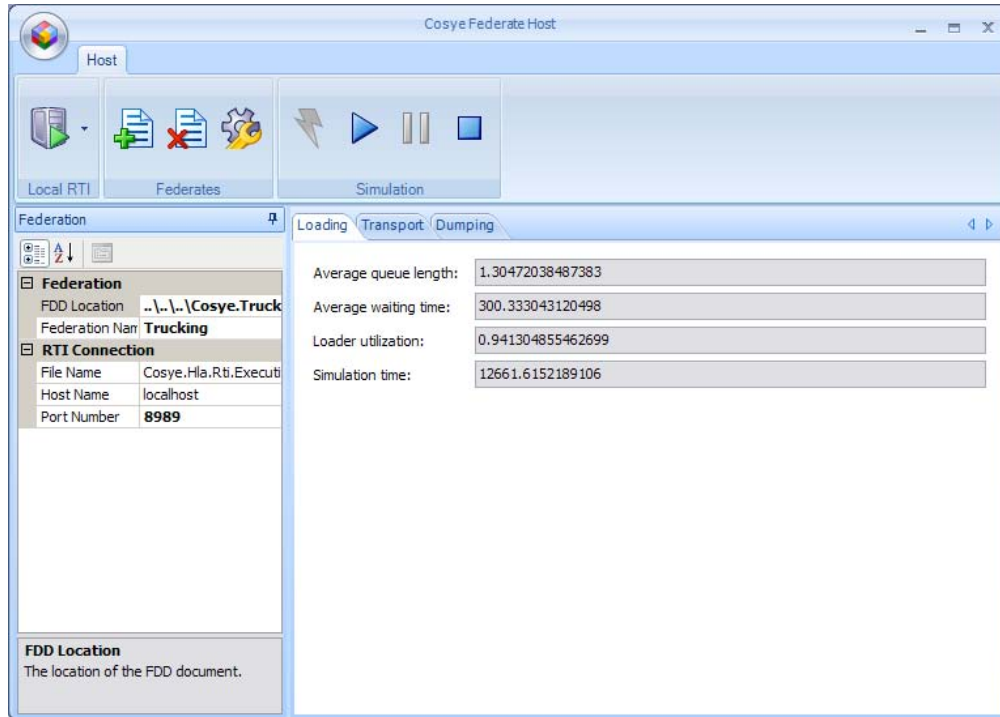 Cosye Federate Host
Host
Local RTI
Federates
Simulation
Federation
Loading Transport Dumping
Federation
FDD Location ..\..\..\Cosye.Truck
Federation Nam Trucking
RTI Connection
File Name Cosye.Hla.Rti.Executi
Host Name localhost
Port Number 8989
Average queue length: 1.30472038487383
Average waiting time: 300.333043120498
Loader utilization: 0.941304855462699
Simulation time: 12661.6152189106
FDD Location
The location of the FDD document.